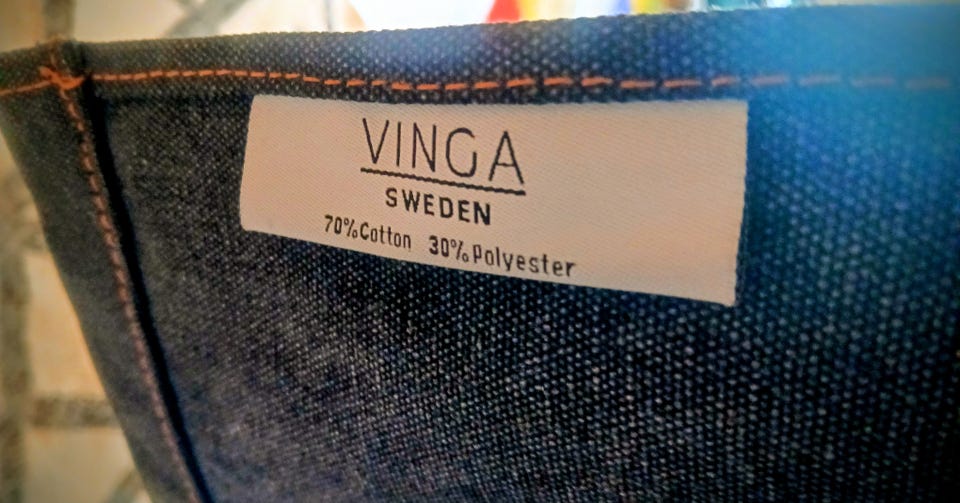 VINGA
SWEDEN
70%Cotton 30%Polyester